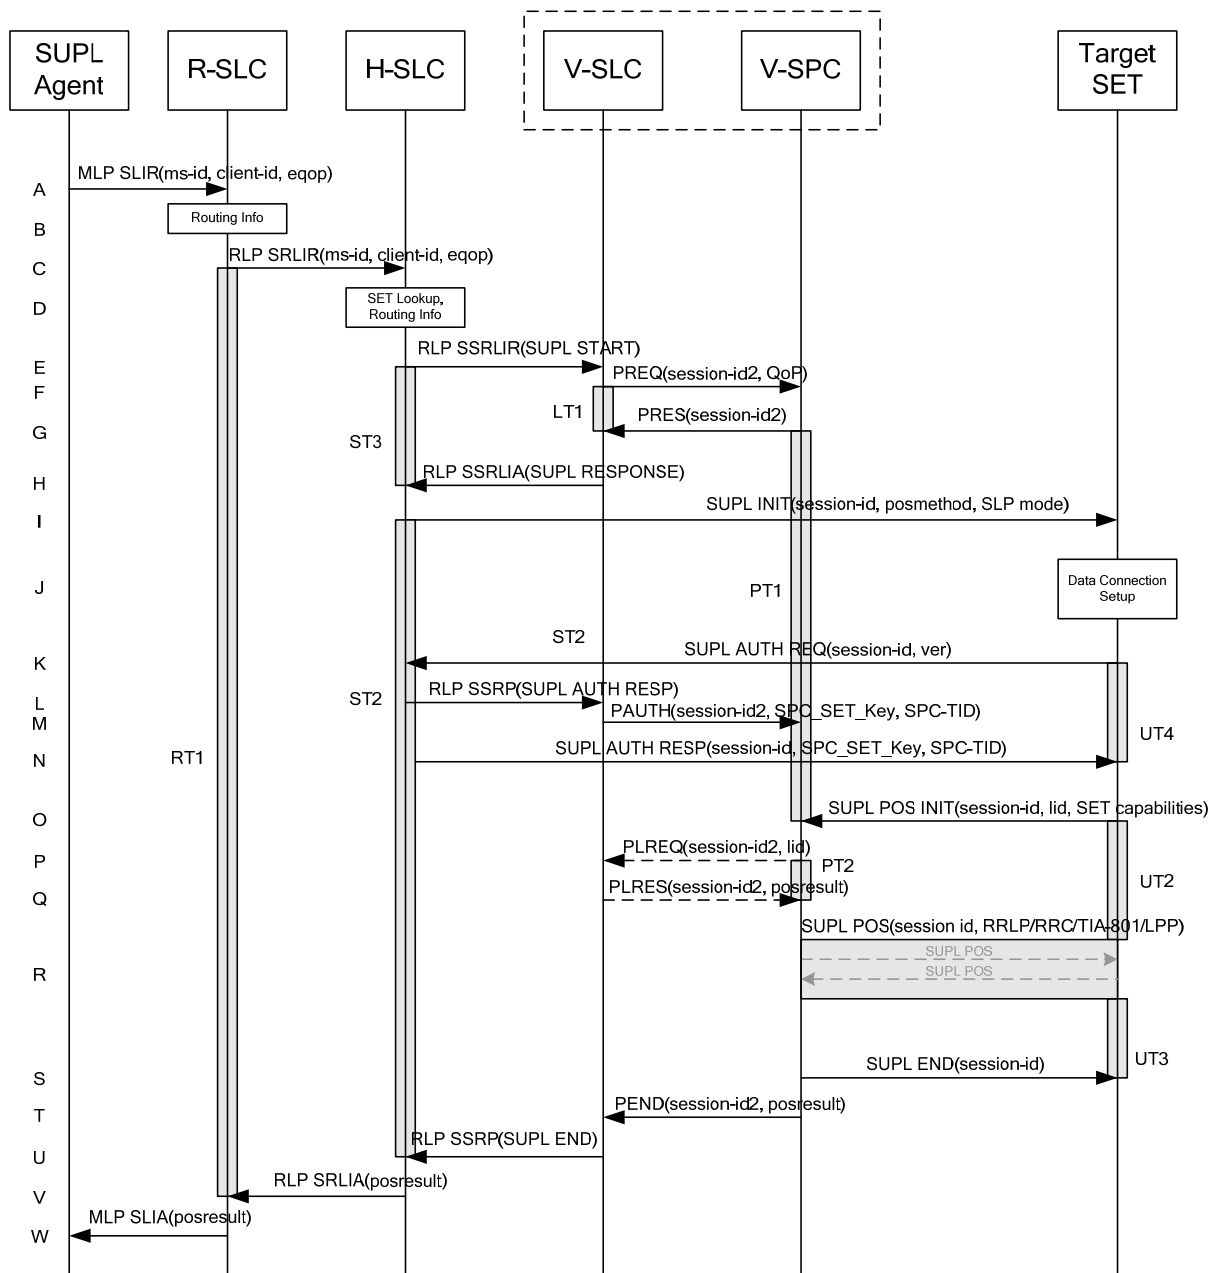 SUPL
Agent
R-SLC
H-SLC
V-SLC
V-SPC
Target
SET
MLP SLIR(ms-id, client-id, eqop)
A
Routing Info
B
RLP SRLIR(ms-id, client-id, eqop)
C
SET Lookup,
Routing Info
D
RLP SSRLIR(SUPL START)
E
PREQ(session-id2, QoP)
F
LT1
PRES(session-id2)
G
ST3
RLP SSRLIA(SUPL RESPONSE)
H
SUPL INIT(session-id, posmethod, SLP mode)
I
Data Connection
Setup
J
PT1
ST2
SUPL AUTH REQ(session-id, ver)
K
RLP SSRP(SUPL AUTH RESP)
ST2
L
PAUTH(session-id2, SPC_SET_Key, SPC-TID)
M
UT4
SUPL AUTH RESP(session-id, SPC_SET_Key, SPC-TID)
N
RT1
SUPL POS INIT(session-id, lid, SET capabilities)
O
PLREQ(session-id2, lid)
P
PT2
UT2
PLRES(session-id2, posresult)
Q
SUPL POS(session id, RRLP/RRC/TIA-801/LPP)
SUPL POS
R
SUPL POS
UT3
SUPL END(session-id)
S
PEND(session-id2, posresult)
T
RLP SSRP(SUPL END)
U
RLP SRLIA(posresult)
V
MLP SLIA(posresult)
W